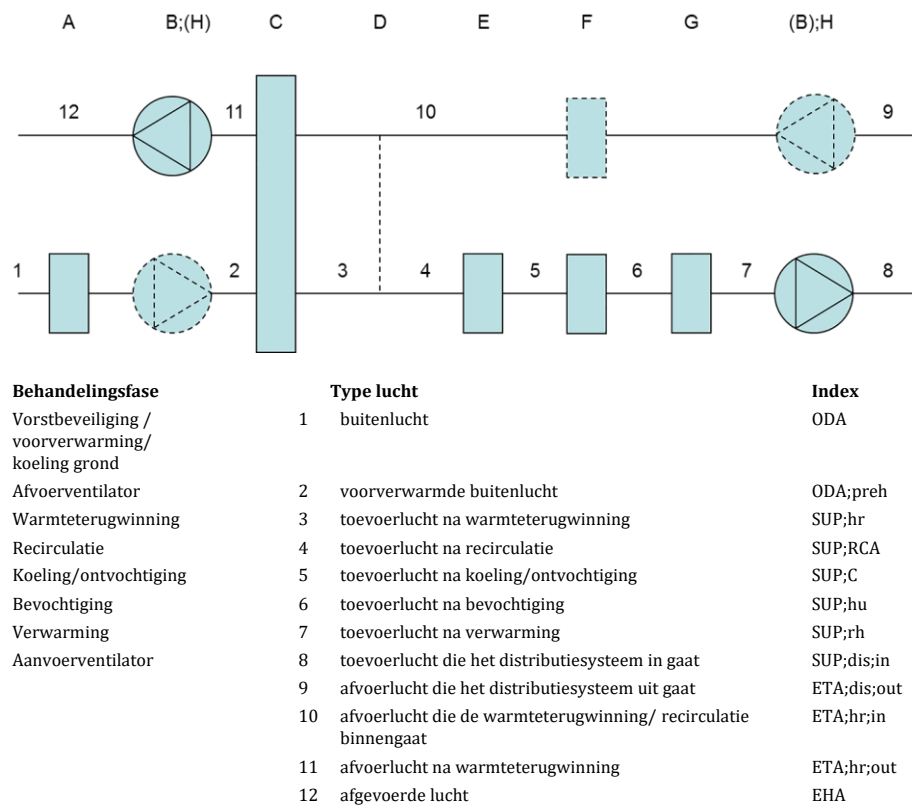 A B;(H) C D E F G (B);H
12 11 10 9
1 2 3 4 5 6 7 8
Behandelingsfase Type lucht Index
Vorstbeveiliging / 1 buitenlucht ODA
voorverwarming/
koeling grond
Afvoerventilator 2 voorverwarmde buitenlucht ODA;preh
Warmteterugwinning 3 toevoerlucht na warmteterugwinning SUP;hr
Recirculatie 4 toevoerlucht na recirculatie SUP;RCA
Koeling/ontvochtiging 5 toevoerlucht na koeling/ontvochtiging SUP;C
Bevochtiging 6 toevoerlucht na bevochtiging SUP;hu
Verwarming 7 toevoerlucht na verwarming SUP;rh
Aanvoerventilator 8 toevoerlucht die het distributiesysteem in gaat SUP;dis;in
9 afvoerlucht die het distributiesysteem uit gaat ETA;dis;out
10 afvoerlucht die de warmteterugwinning/ recirculatie ETA;hr;in
binnengaat
11 afvoerlucht na warmteterugwinning ETA;hr;out
12 afgevoerde lucht EHA